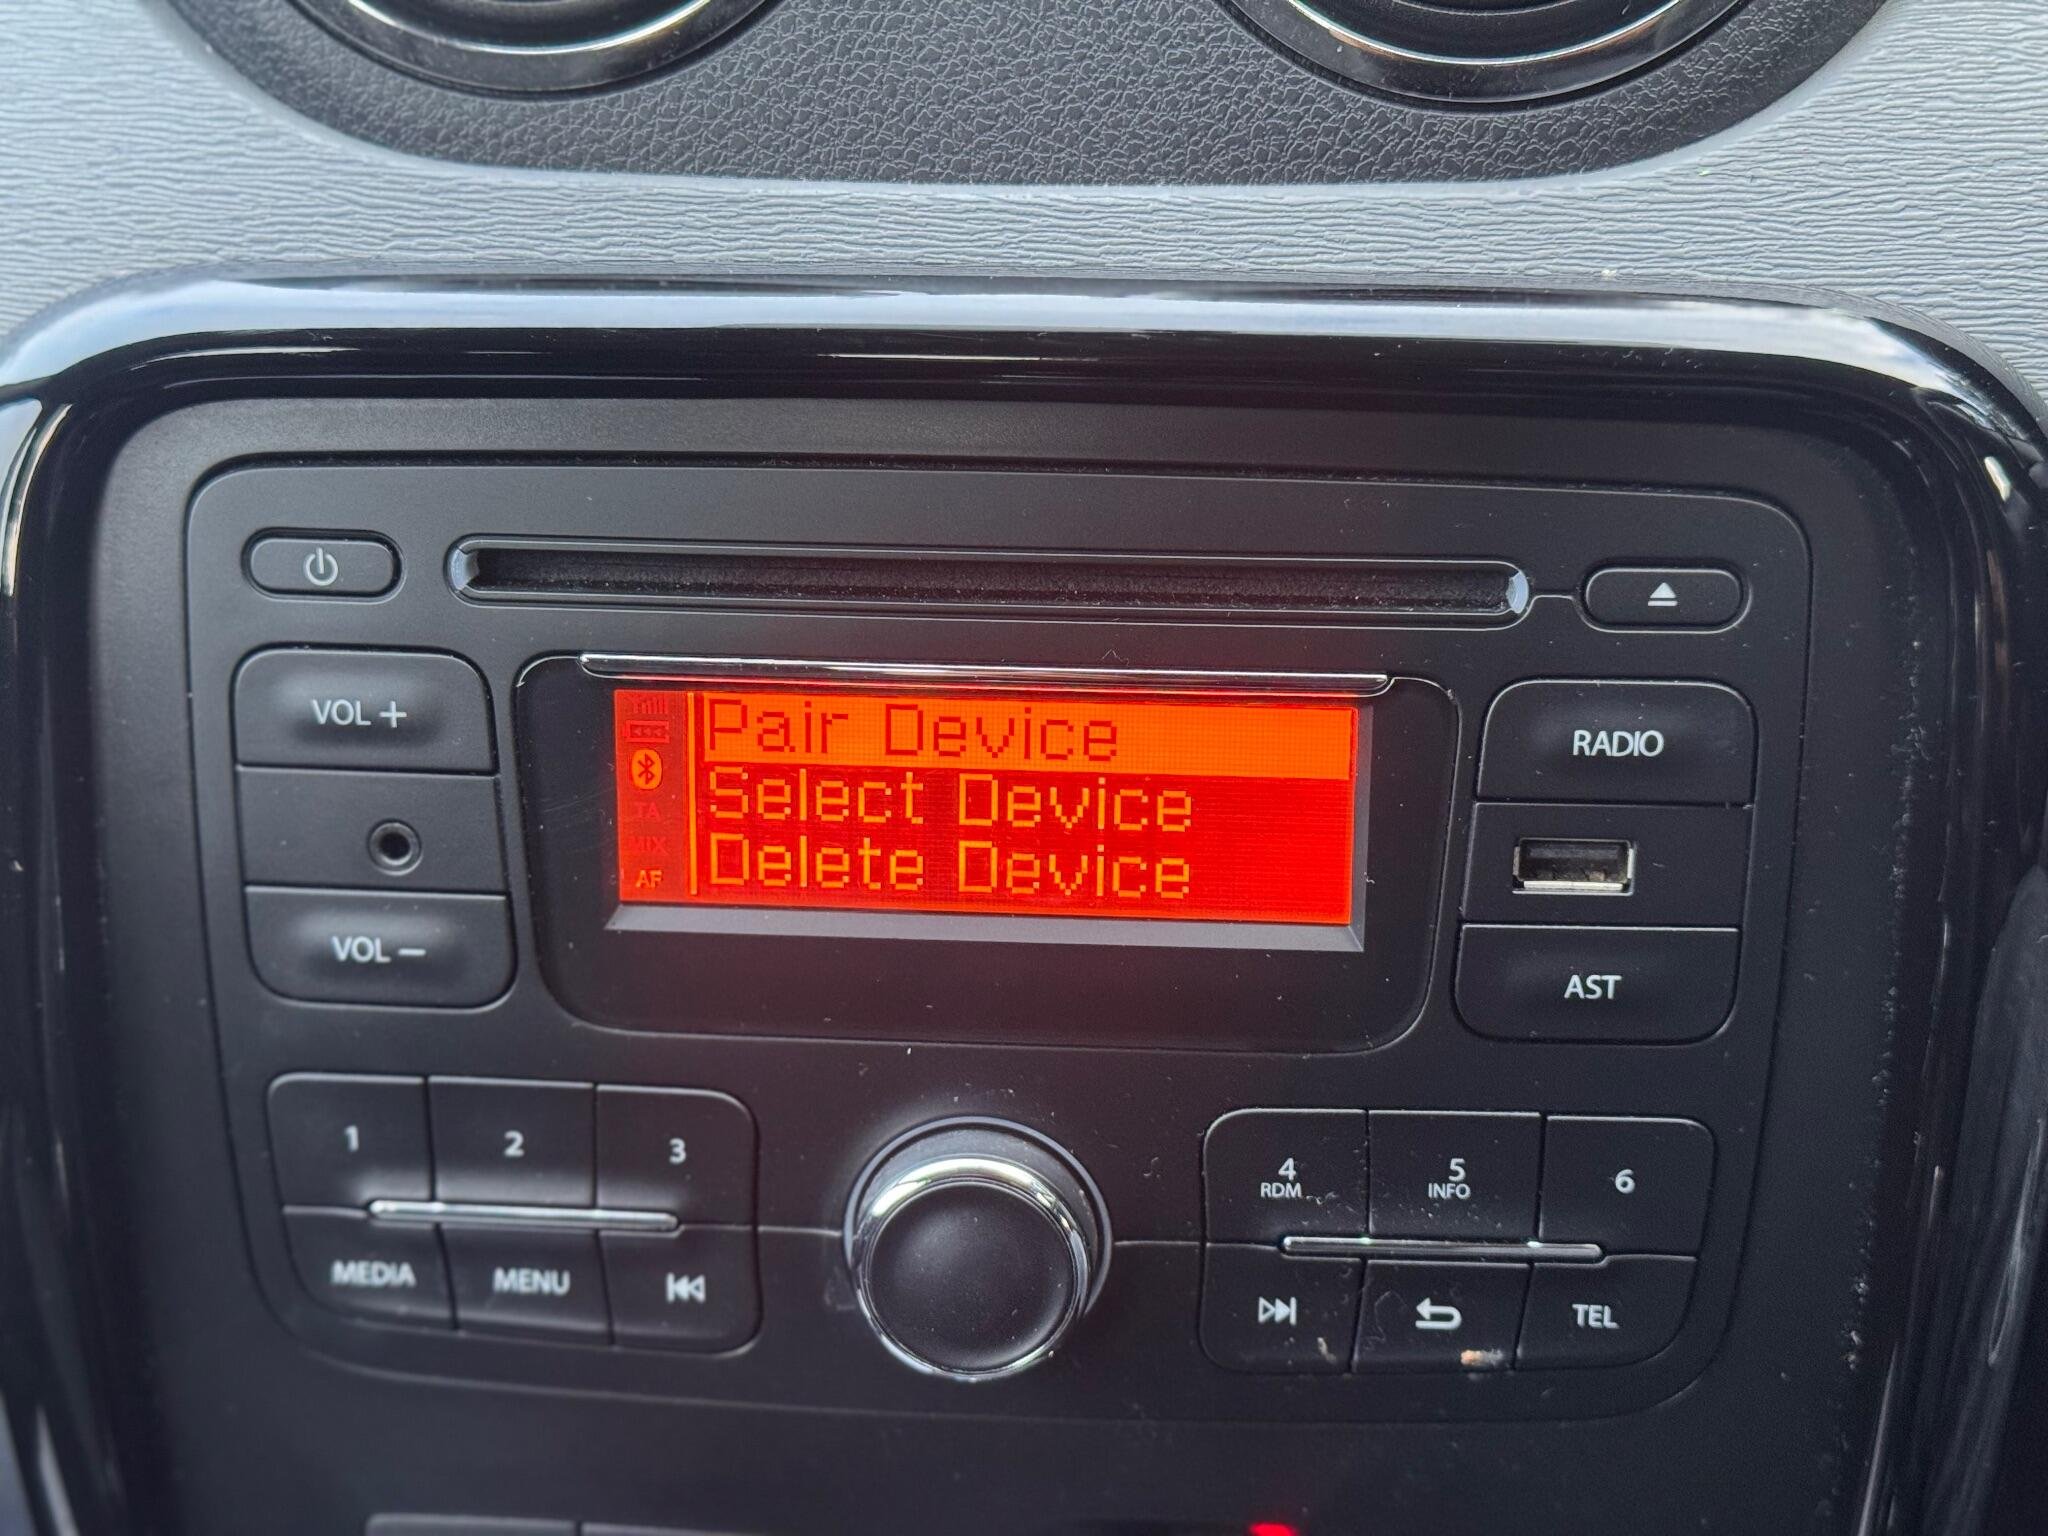 VOL +
VOL −
Pair Device
Select Device
Delete Device
TA
MIX
AF
RADIO
AST
1
2
3
MEDIA
MENU
4
RDM
5
INFO
6
TEL